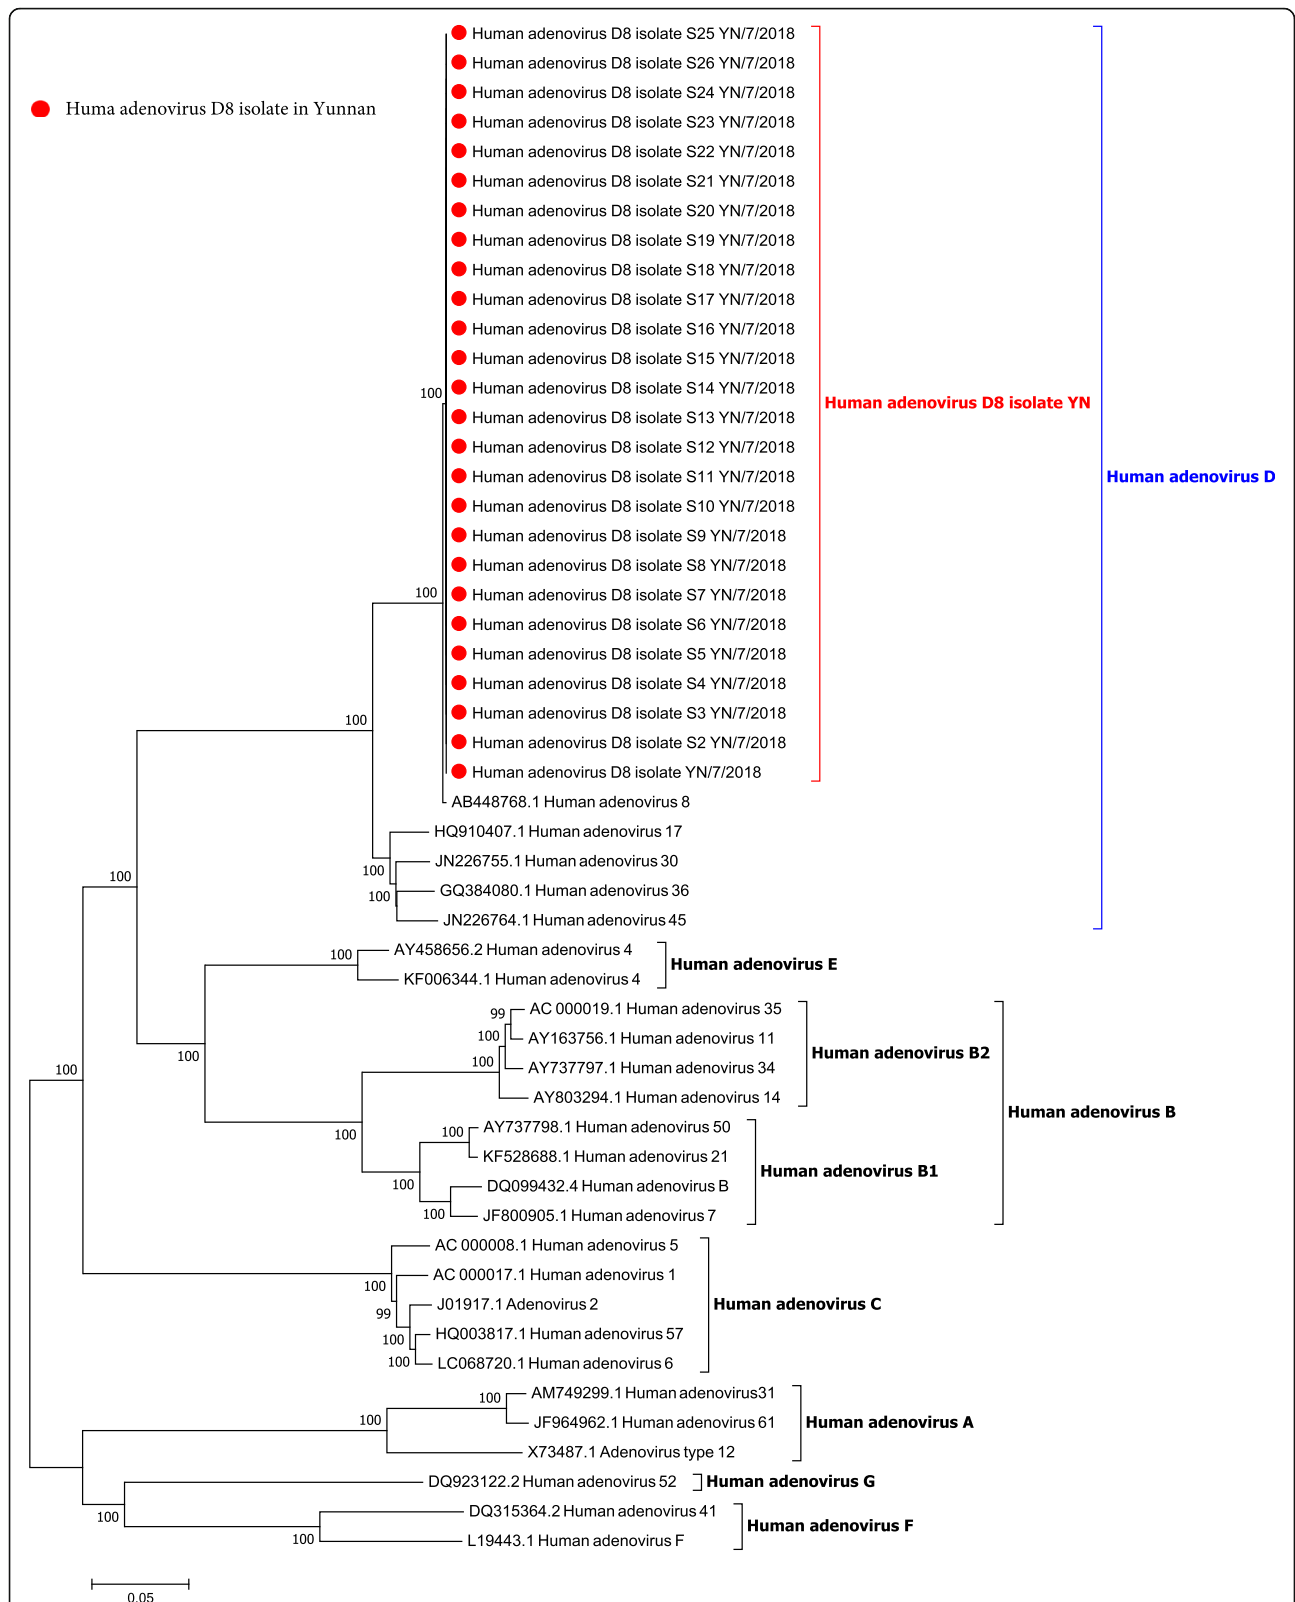 Human adenovirus D8 isolate S25 YN/7/2018
Human adenovirus D8 isolate S26 YN/7/2018
Human adenovirus D8 isolate S24 YN/7/2018
Huma adenovirus D8 isolate in Yunnan
Human adenovirus D8 isolate S23 YN/7/2018
Human adenovirus D8 isolate S22 YN/7/2018
Human adenovirus D8 isolate S21 YN/7/2018
Human adenovirus D8 isolate S20 YN/7/2018
Human adenovirus D8 isolate S19 YN/7/2018
Human adenovirus D8 isolate S18 YN/7/2018
Human adenovirus D8 isolate S17 YN/7/2018
Human adenovirus D8 isolate S16 YN/7/2018
Human adenovirus D8 isolate S15 YN/7/2018
Human adenovirus D8 isolate S14 YN/7/2018
100
Human adenovirus D8 isolate YN
Human adenovirus D8 isolate S13 YN/7/2018
Human adenovirus D8 isolate S12 YN/7/2018
Human adenovirus D8 isolate S11 YN/7/2018
Human adenovirus D
Human adenovirus D8 isolate S10 YN/7/2018
Human adenovirus D8 isolate S9 YN/7/2018
Human adenovirus D8 isolate S8 YN/7/2018
100
Human adenovirus D8 isolate S7 YN/7/2018
Human adenovirus D8 isolate S6 YN/7/2018
Human adenovirus D8 isolate S5 YN/7/2018
Human adenovirus D8 isolate S4 YN/7/2018
Human adenovirus D8 isolate S3 YN/7/2018
100
Human adenovirus D8 isolate S2 YN/7/2018
Human adenovirus D8 isolate YN/7/2018
AB448768.1 Human adenovirus 8
HQ910407.1 Human adenovirus 17
JN226755.1 Human adenovirus 30
100
100
GQ384080.1 Human adenovirus 36
100
JN226764.1 Human adenovirus 45
AY458656.2 Human adenovirus 4
100
Human adenovirus E
KF006344.1 Human adenovirus 4
AC 000019.1 Human adenovirus 35
99
AY163756.1 Human adenovirus 11
100
Human adenovirus B2
100
100
100
AY737797.1 Human adenovirus 34
AY803294.1 Human adenovirus 14
Human adenovirus B
AY737798.1 Human adenovirus 50
100
100
KF528688.1 Human adenovirus 21
Human adenovirus B1
100
DQ099432.4 Human adenovirus B
JF800905.1 Human adenovirus 7
100
AC 000008.1 Human adenovirus 5
AC 000017.1 Human adenovirus 1
100
J01917.1 Adenovirus 2
Human adenovirus C
99
HQ003817.1 Human adenovirus 57
100
LC068720.1 Human adenovirus 6
100
AM749299.1 Human adenovirus31
100
JF964962.1 Human adenovirus 61
100
Human adenovirus A
X73487.1 Adenovirus type 12
DQ923122.2 Human adenovirus 52
Human adenovirus G
DQ315364.2 Human adenovirus 41
100
Human adenovirus F
L19443.1 Human adenovirus F
100
0.05